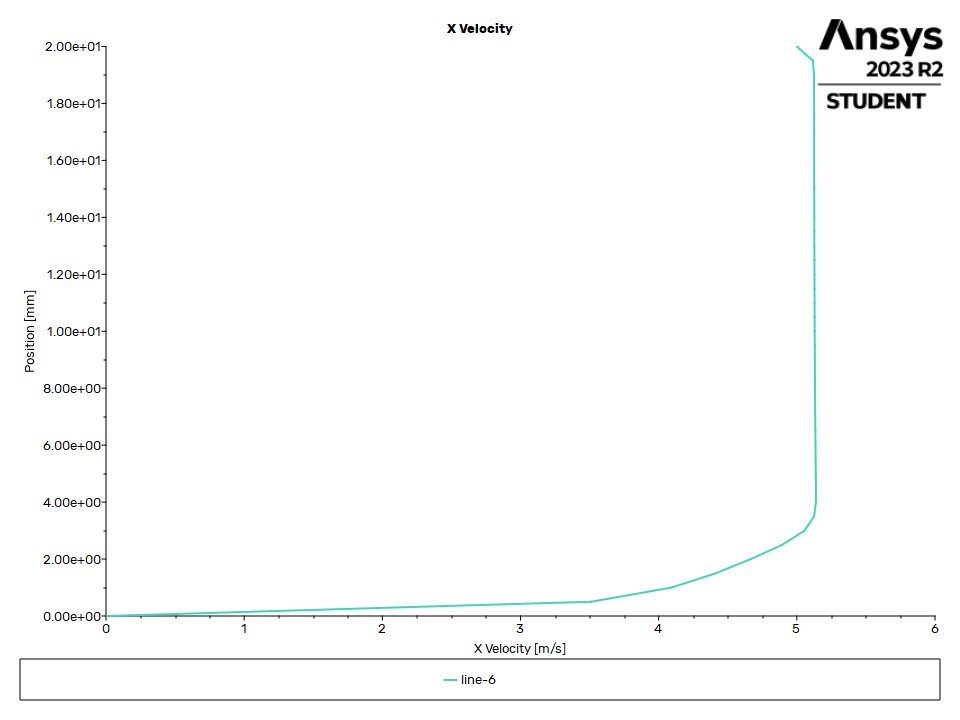 X Velocity
Ansys
2023 R2
STUDENT
2.00e+01
1.80e+01
1.60e+01
1.40e+01
1.20e+01
1.00e+01
8.00e+00
6.00e+00
4.00e+00
2.00e+00
0.00e+00
Position [mm]
0 1 2 3 4 5 6
X Velocity [m/s]
line-6